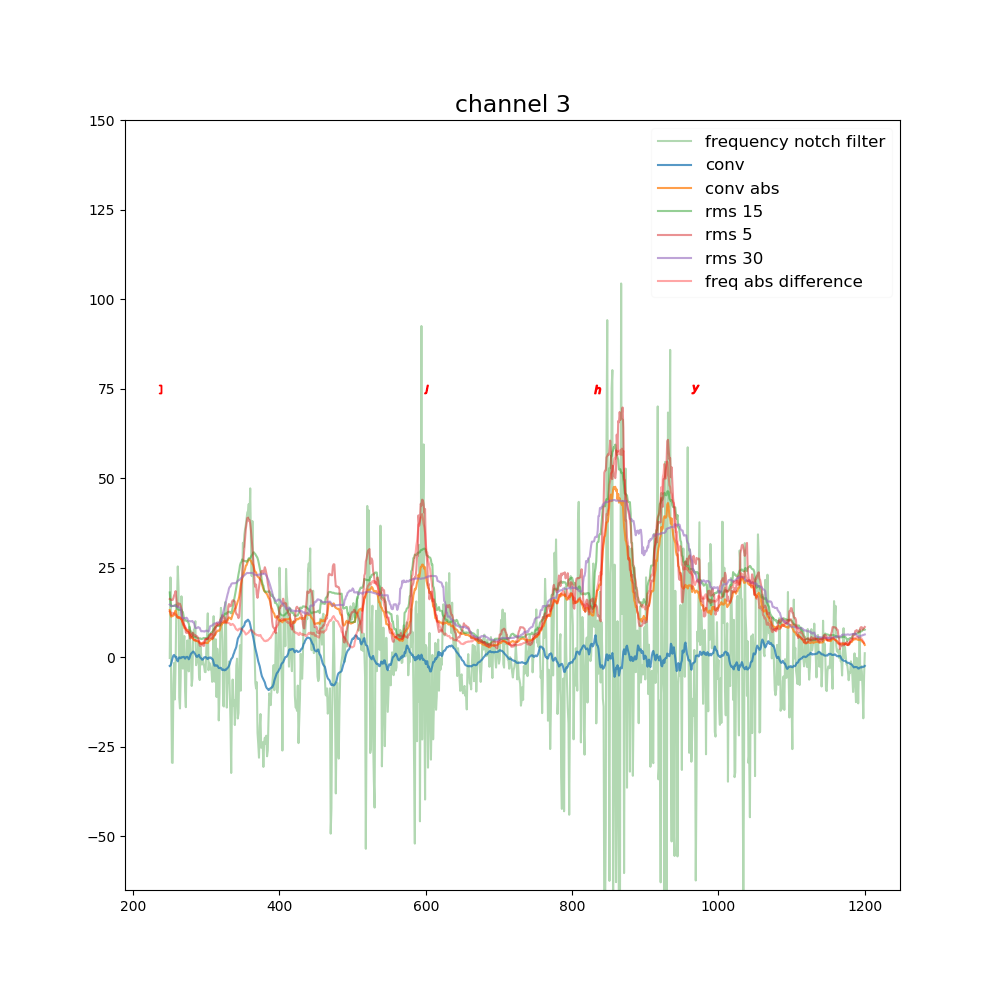 channel 3
150
125
100
75
50
25
0
−25
−50
frequency notch filter
conv
conv abs
rms 15
rms 5
rms 30
freq abs difference
j h y
200 400 600 800 1000 1200